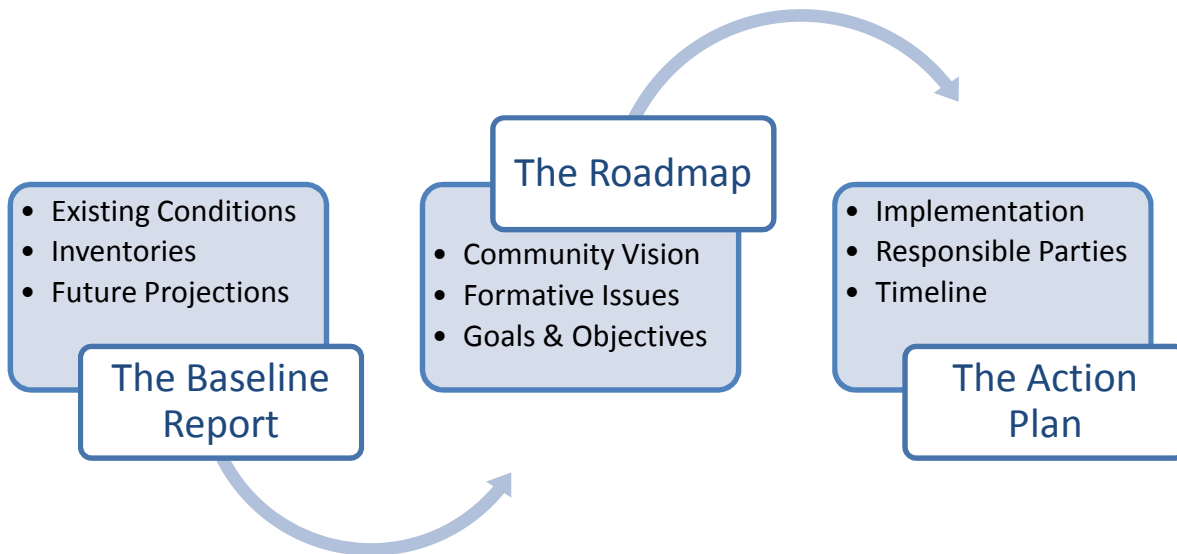 • Existing Conditions
• Inventories
• Future Projections
The Baseline
Report
The Roadmap
• Community Vision
• Formative Issues
• Goals & Objectives
• Implementation
• Responsible Parties
• Timeline
The Action
Plan